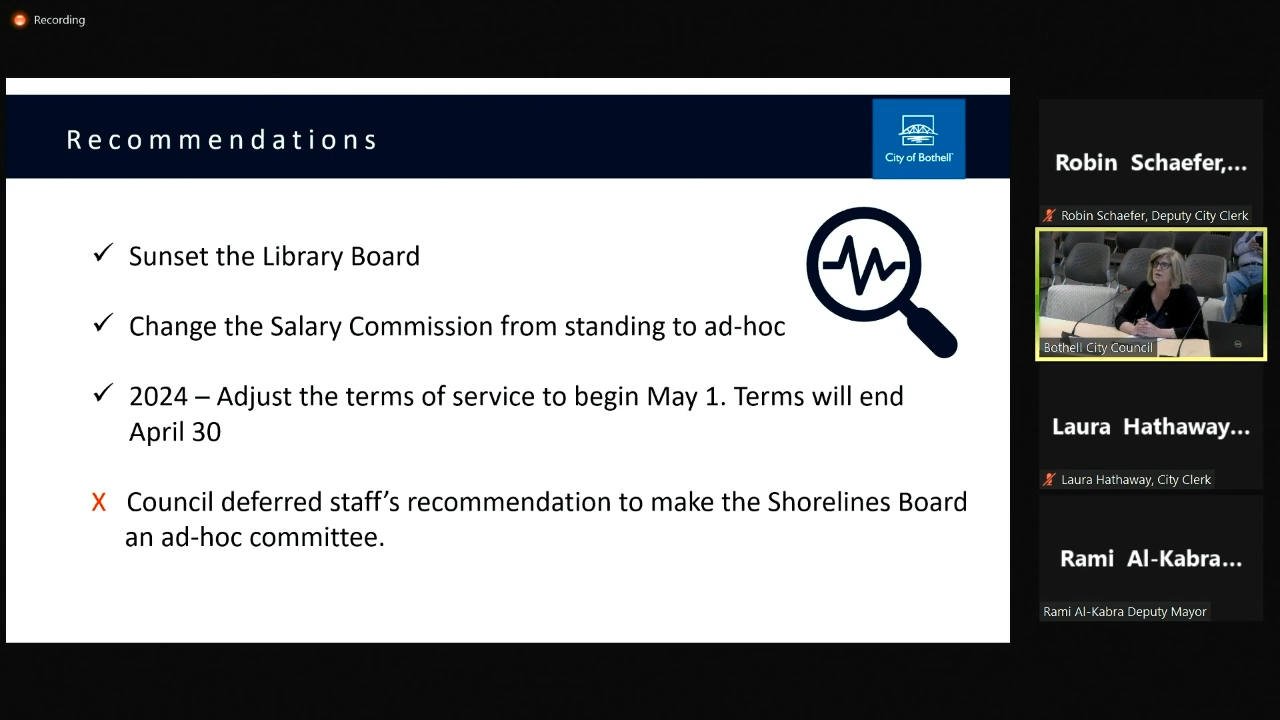 Recording
Recommendations
City of Bothell
✓ Sunset the Library Board
✓ Change the Salary Commission from standing to ad-hoc
✓ 2024 – Adjust the terms of service to begin May 1. Terms will end
April 30
X Council deferred staff’s recommendation to make the Shorelines Board
an ad-hoc committee.
Robin Schaefer,...
Robin Schaefer, Deputy City Clerk
Bothell City Council
Laura Hathaway...
Laura Hathaway, City Clerk
Rami Al-Kabra...
Rami Al-Kabra Deputy Mayor